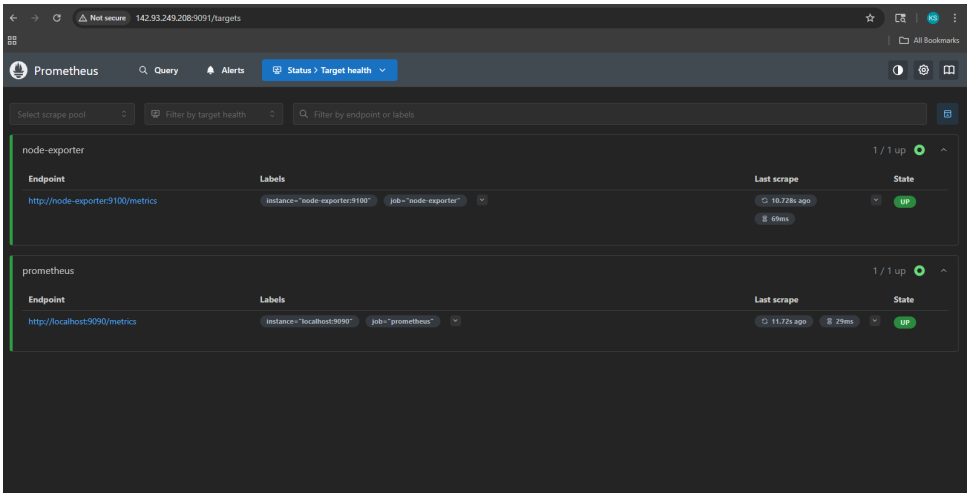 Not secure 142.93.249.208:9091/targets
KS
All Bookmarks
Prometheus Query Alerts Status > Target health
Select scrape pool Filter by target health Filter by endpoint or labels
node-exporter 1 / 1 up
Endpoint Labels Last scrape State
http://node-exporter:9100/metrics instance="node-exporter:9100" job="node-exporter" 10.728s ago UP
69ms
prometheus 1 / 1 up
Endpoint Labels Last scrape State
http://localhost:9090/metrics instance="localhost:9090" job="prometheus" 11.72s ago 29ms UP